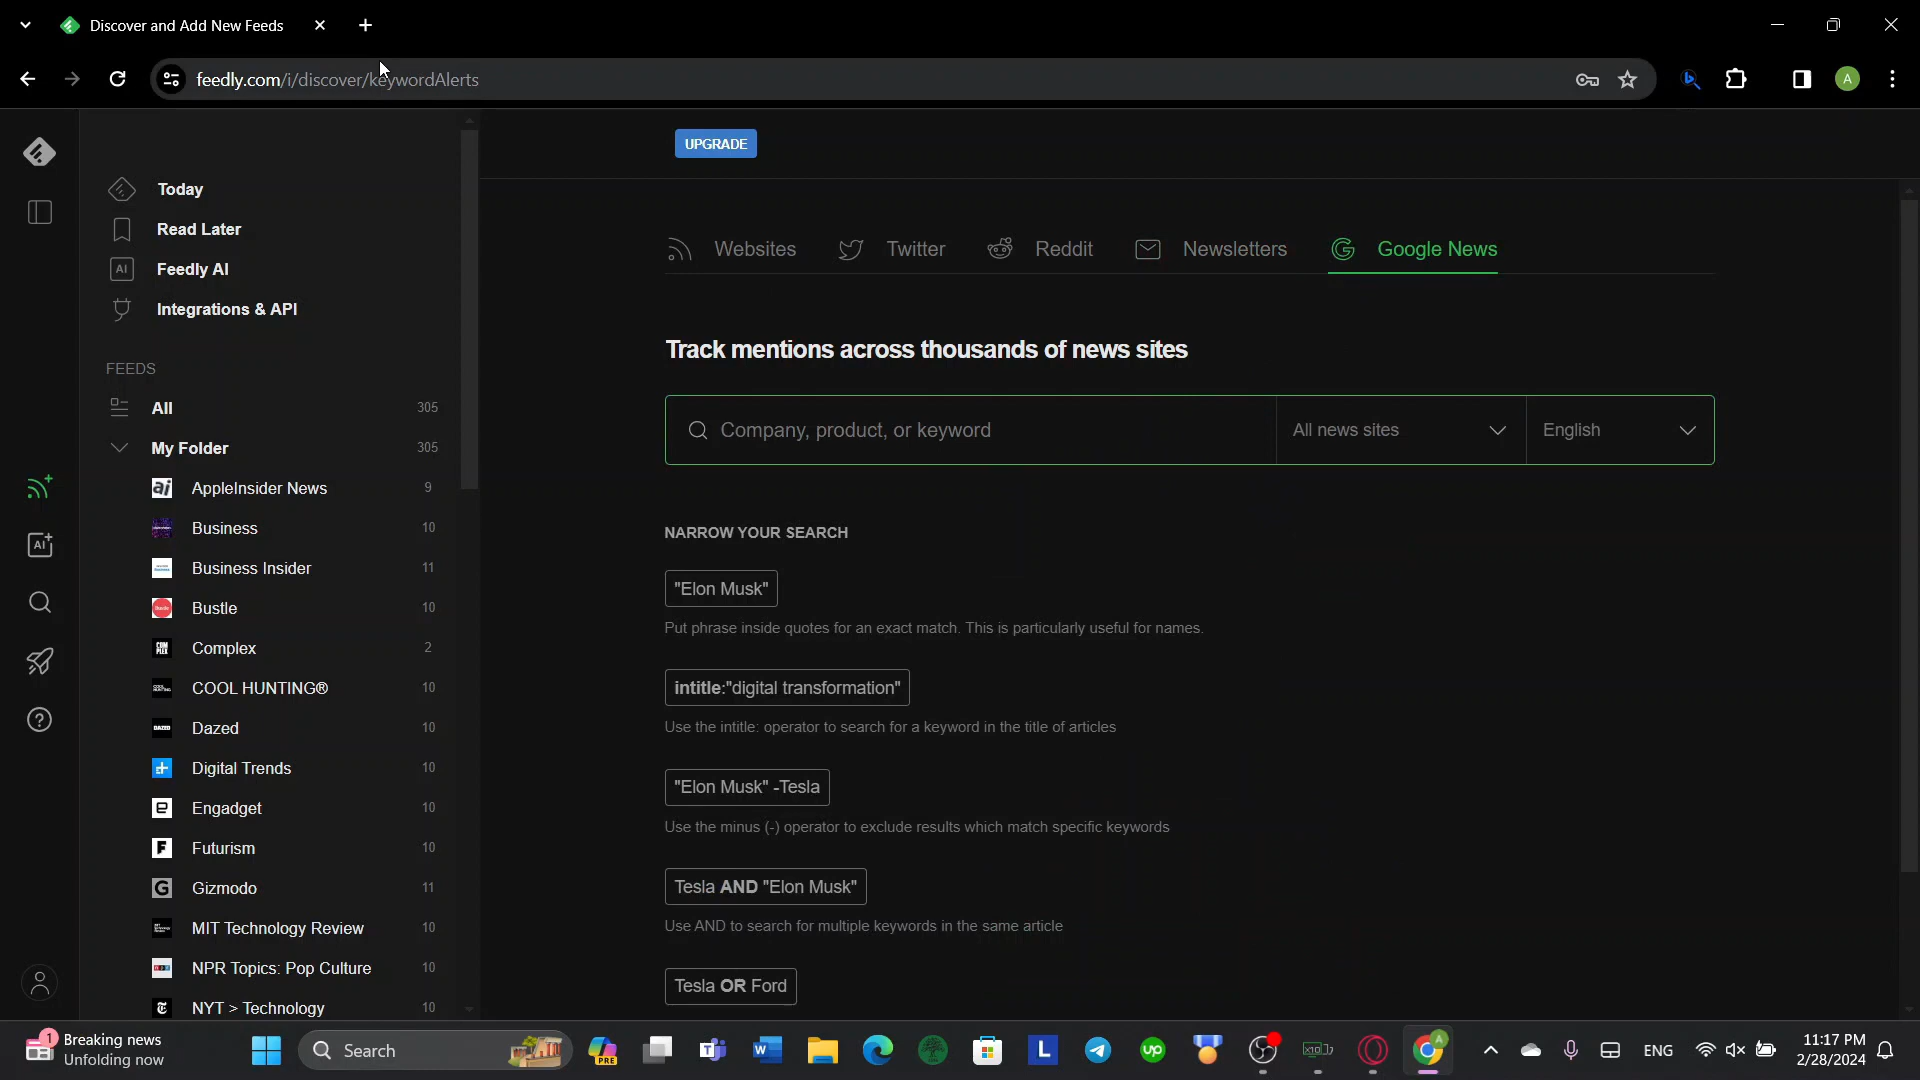 Discover and Add New Feeds
feedly.com/i/discover/keywordAlerts
A
UPGRADE
Today
Read Later
AI Feedly AI
Integrations & API
FEEDS
All 305
My Folder 305
AppleInsider News 9
Business 10
Business Insider 11
Bustle 10
Complex 2
COOL HUNTING® 10
Dazed 10
Digital Trends 10
Engadget 10
Futurism 10
Gizmodo 11
MIT Technology Review 10
NPR Topics: Pop Culture 10
NYT > Technology 10
AI
Websites Twitter Reddit Newsletters Google News
Track mentions across thousands of news sites
Company, product, or keyword All news sites English
NARROW YOUR SEARCH
"Elon Musk"
Put phrase inside quotes for an exact match. This is particularly useful for names.
intitle:"digital transformation"
Use the intitle: operator to search for a keyword in the title of articles
"Elon Musk" -Tesla
Use the minus (-) operator to exclude results which match specific keywords
Tesla AND "Elon Musk"
Use AND to search for multiple keywords in the same article
Tesla OR Ford
1
Breaking news
Unfolding now
Search
PRE
L
up
A
ENG
11:17 PM
2/28/2024